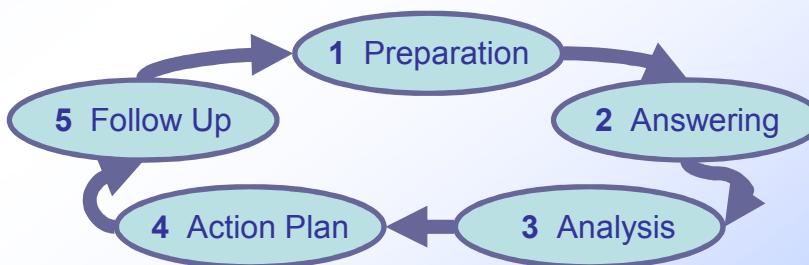 1 Preparation
2 Answering
3 Analysis
4 Action Plan
5 Follow Up